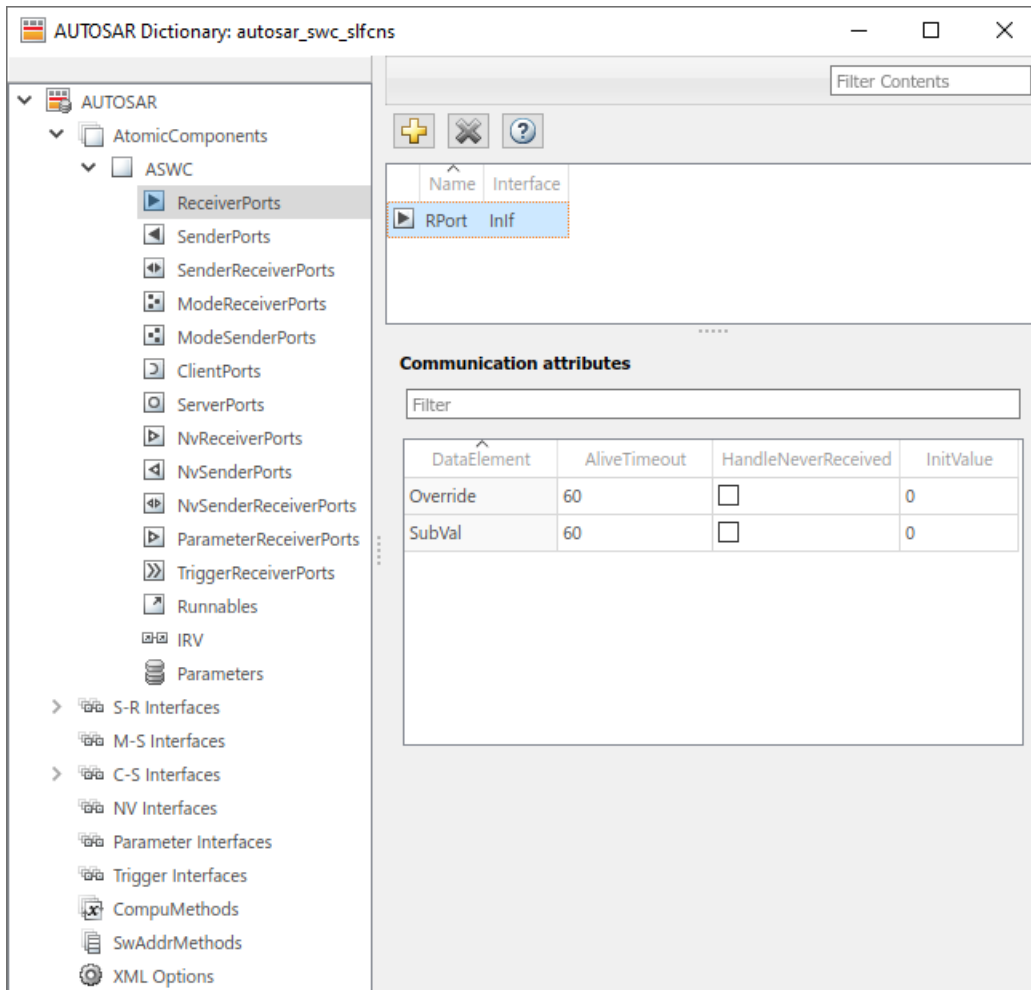 AUTOSAR Dictionary: autosar_swc_slfcns
Filter Contents
AUTOSAR
AtomicComponents
ASWC
ReceiverPorts
SenderPorts
SenderReceiverPorts
ModeReceiverPorts
ModeSenderPorts
ClientPorts
ServerPorts
NvReceiverPorts
NvSenderPorts
NvSenderReceiverPorts
ParameterReceiverPorts
TriggerReceiverPorts
Runnables
IRV
Parameters
S-R Interfaces
M-S Interfaces
C-S Interfaces
NV Interfaces
Parameter Interfaces
Trigger Interfaces
CompuMethods
SwAddrMethods
XML Options
Name Interface
RPort InIf
Communication attributes
Filter
DataElement AliveTimeout HandleNeverReceived InitValue
Override 60 0
SubVal 60 0